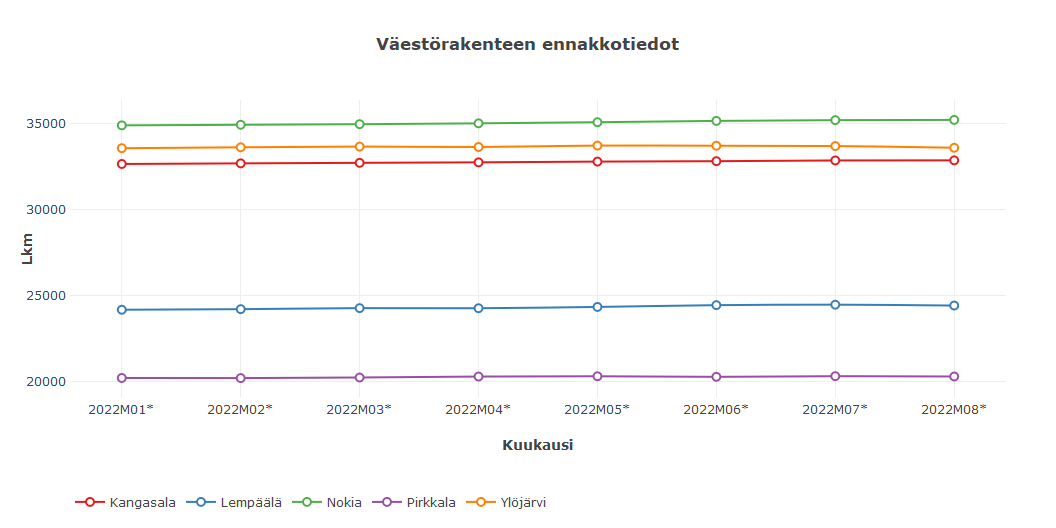 Väestörakenteen ennakkotiedot
35000
30000
25000
20000
Lkm
2022M01* 2022M02* 2022M03* 2022M04* 2022M05* 2022M06* 2022M07* 2022M08*
Kuukausi
Kangasala Lempäälä Nokia Pirkkala Ylöjärvi